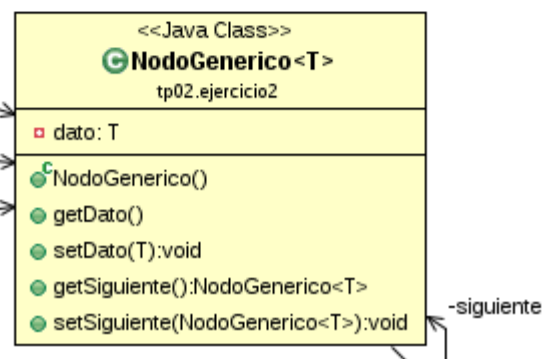 <<Java Class>>
G NodoGenerico<T>
tp02.ejercicio2
dato: T
c NodoGenerico()
getDato()
setDato(T):void
getSiguiente():NodoGenerico<T>
setSiguiente(NodoGenerico<T>):void
-siguiente